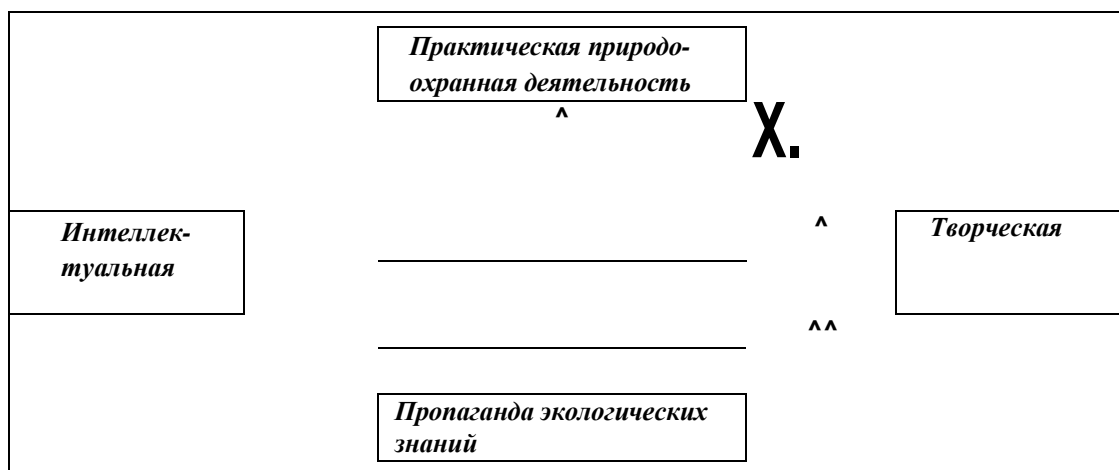 Практическая природо-
охранная деятельность
^
X.
Интеллек-
туальная
^
Творческая
^^
Пропаганда экологических
знаний